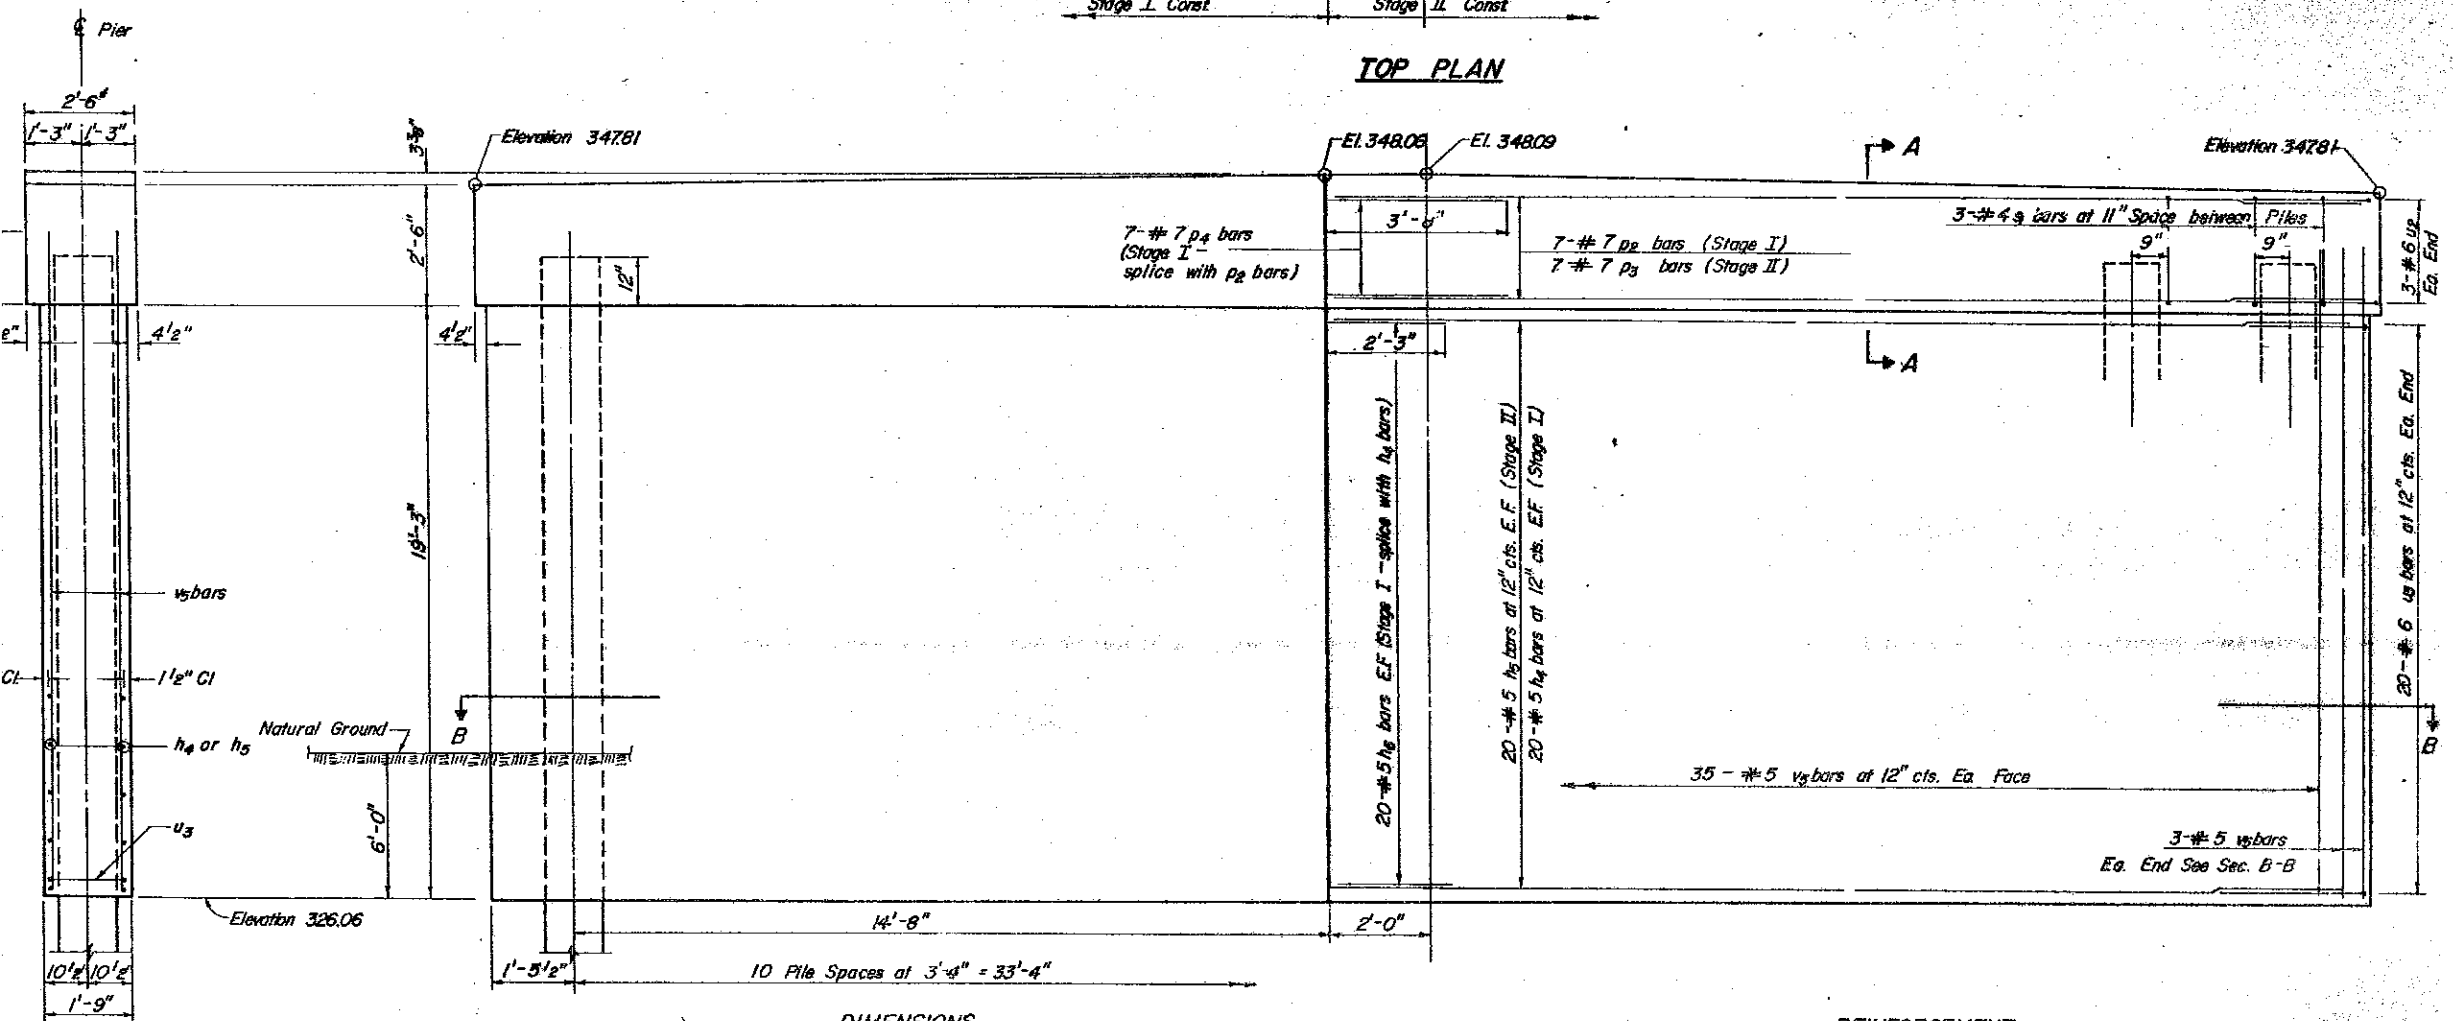 Stage I Const
Stage II Const
TOP PLAN
℄ Pier
2'-6"
1'-3" 1'-3"
3⅜"
Elevation 347.81
El. 348.06
El. 348.09
A
Elevation 347.81
2'-6"
12"
7-#7 p4 bars
(Stage I
splice with p2 bars)
7-#7 p2 bars (Stage I)
7-#7 p3 bars (Stage II)
3-#4 s bars at 11" Space between Piles
9"
9"
3-#6 u2
Ea. End
4½"
4½"
2'-3"
A
19'-3"
20-#5 h6 bars E.F. (Stage I - splice with h4 bars)
20-#5 h5 bars at 12" cts. E.F. (Stage II)
20-#5 h4 bars at 12" cts. E.F. (Stage I)
20-#6 u3 bars at 12" cts. Ea. End
v5 bars
Cl.
1½" Cl
h4 or h5
Natural Ground
B
B
6'-0"
u3
35-#5 v5 bars at 12" cts. Ea. Face
3-#5 v5 bars
Ea. End See Sec. B-B
Elevation 326.06
14'-8"
2'-0"
10½ 10½
1'-5½"
10 Pile Spaces at 3'-4" = 33'-4"
1'-9"
DIMENSIONS
REINFORCEMENT